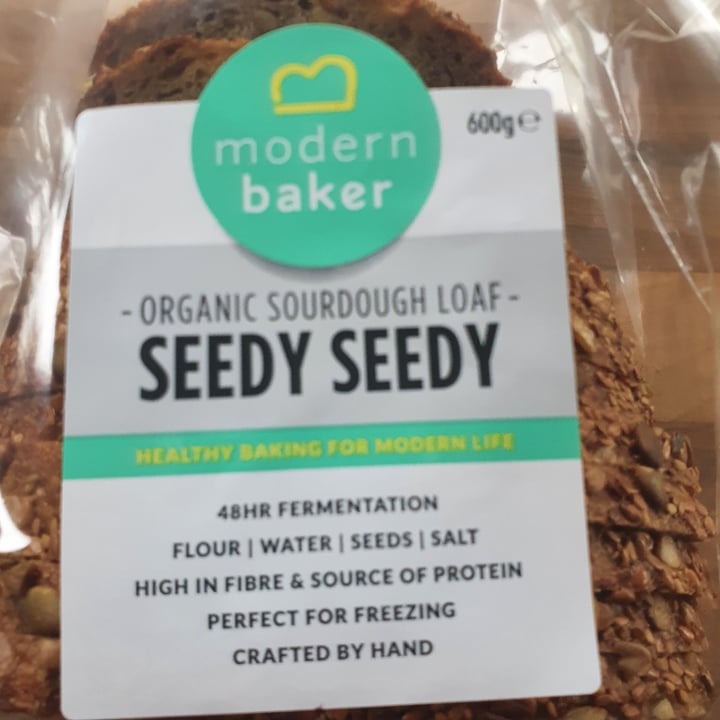 modern
baker
600g ℮
- ORGANIC SOURDOUGH LOAF -
SEEDY SEEDY
HEALTHY BAKING FOR MODERN LIFE
48HR FERMENTATION
FLOUR | WATER | SEEDS | SALT
HIGH IN FIBRE & SOURCE OF PROTEIN
PERFECT FOR FREEZING
CRAFTED BY HAND